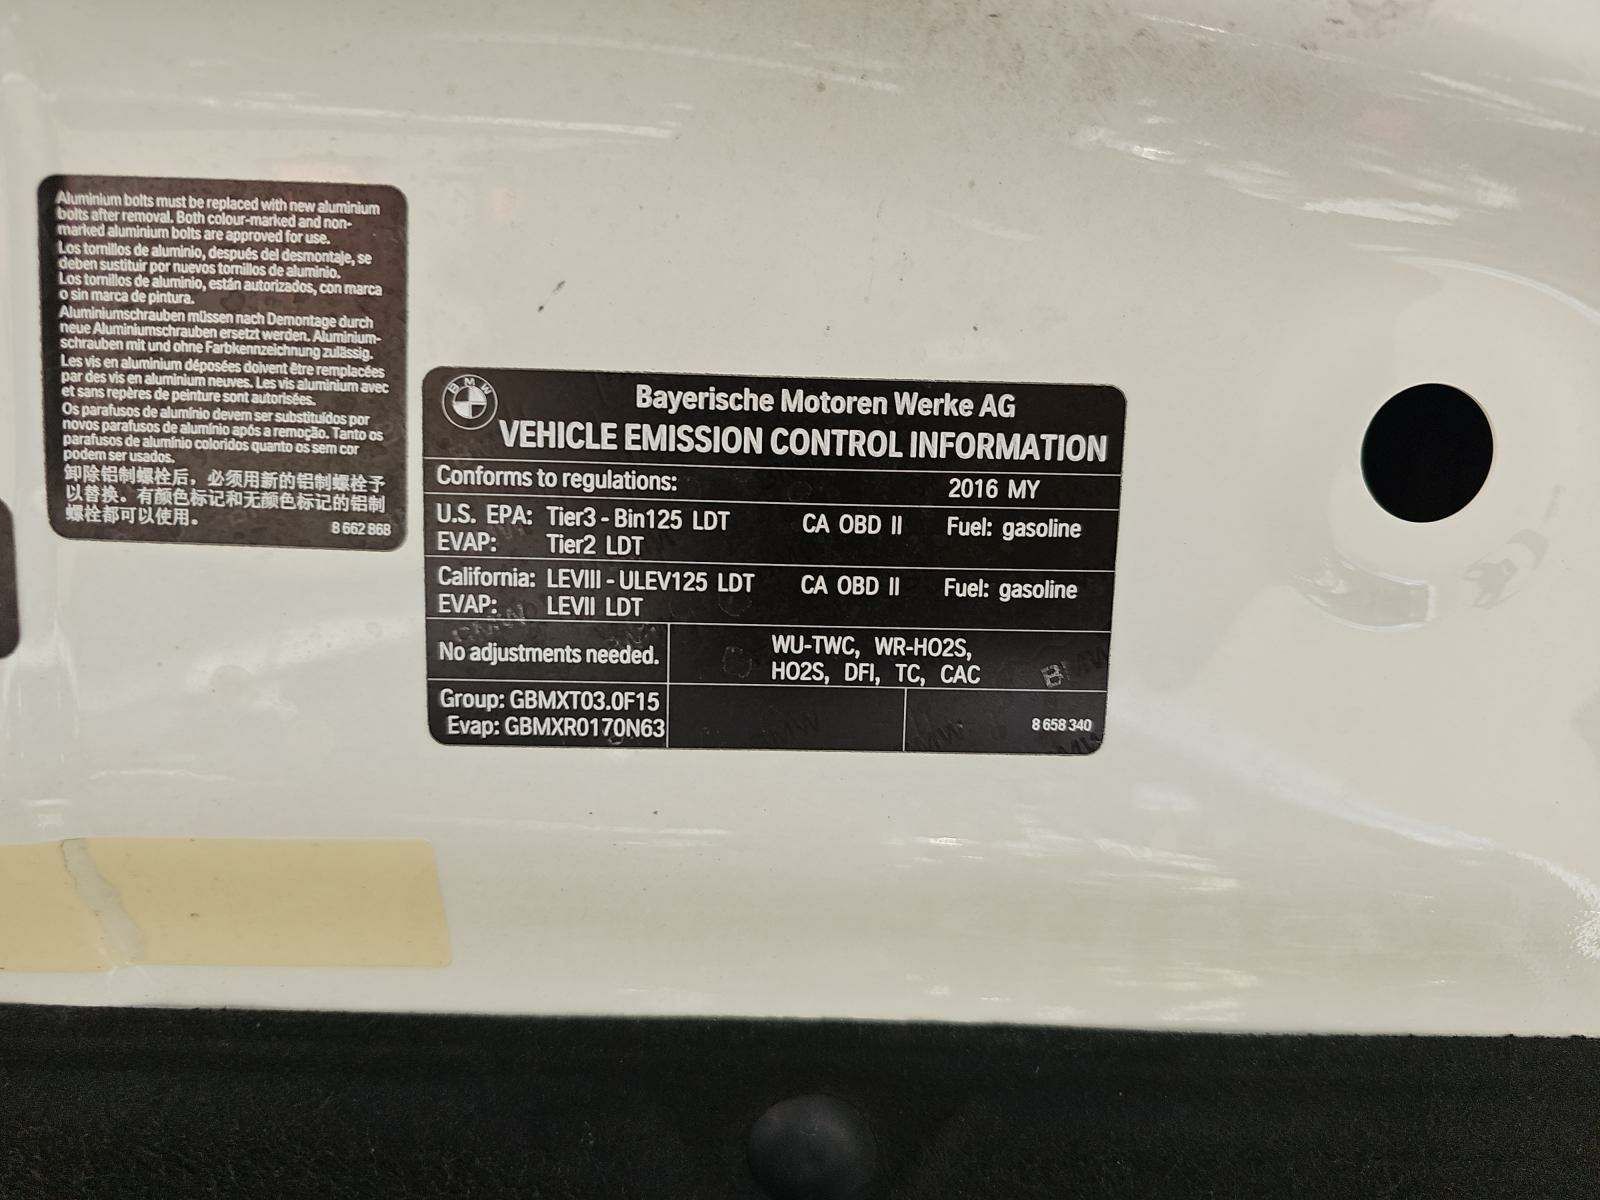 Aluminium bolts must be replaced with new aluminium
bolts after removal. Both colour-marked and non-
marked aluminium bolts are approved for use.
Los tornillos de aluminio, después del desmontaje, se
deben sustituir por nuevos tornillos de aluminio.
Los tornillos de aluminio, están autorizados, con marca
o sin marca de pintura.
Aluminiumschrauben müssen nach Demontage durch
neue Aluminiumschrauben ersetzt werden. Aluminium-
schrauben mit und ohne Farbkennzeichnung zulässig.
Les vis en aluminium déposées doivent être remplacées
par des vis en aluminium neuves. Les vis aluminium avec
et sans repères de peinture sont autorisées.
Os parafusos de alumínio devem ser substituídos por
novos parafusos de alumínio após a remoção. Tanto os
parafusos de alumínio coloridos quanto os sem cor
podem ser usados.
卸除铝制螺栓后，必须用新的铝制螺栓予
以替换。有颜色标记和无颜色标记的铝制
螺栓都可以使用。
8 662 868
BMW
Bayerische Motoren Werke AG
VEHICLE EMISSION CONTROL INFORMATION
Conforms to regulations: 2016 MY
U.S. EPA: Tier3 - Bin125 LDT CA OBD II Fuel: gasoline
EVAP: Tier2 LDT
California: LEVIII - ULEV125 LDT CA OBD II Fuel: gasoline
EVAP: LEVII LDT
No adjustments needed.
WU-TWC, WR-HO2S,
HO2S, DFI, TC, CAC
Group: GBMXT03.0F15
Evap: GBMXR0170N63
8 658 340